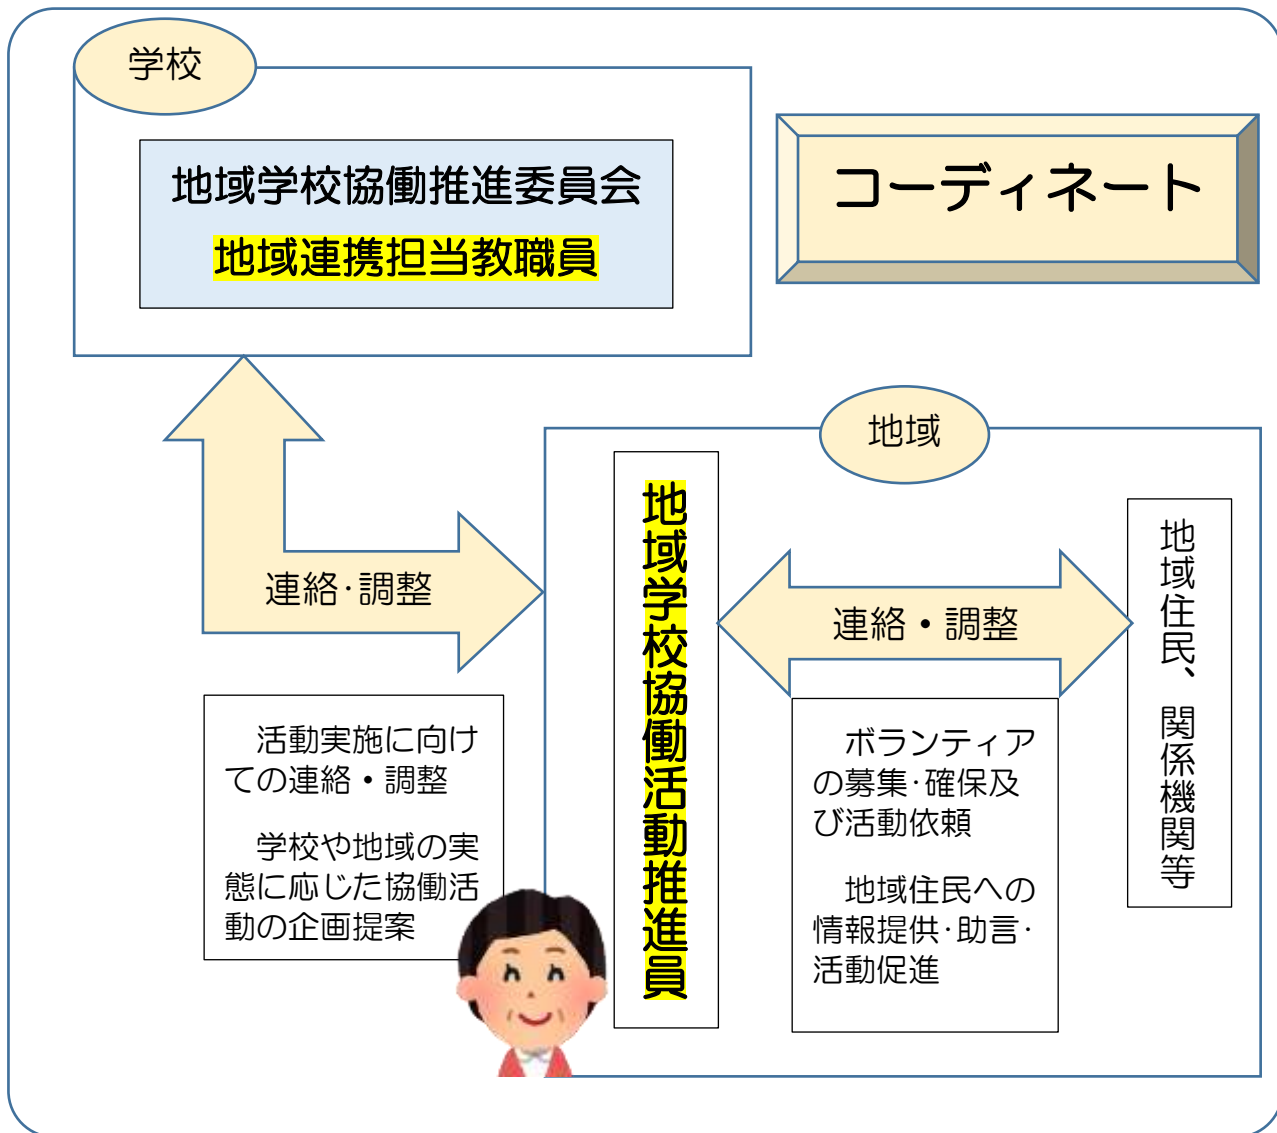 学校
地域学校協働推進委員会
地域連携担当教職員
コーディネート
連絡･調整
活動実施に向け
ての連絡・調整
学校や地域の実
態に応じた協働活
動の企画提案
地域
地域学校協働活動推進員
連絡・調整
ボランティア
の募集･確保及
び活動依頼
地域住民への
情報提供･助言･
活動促進
地域住民、関係機関等